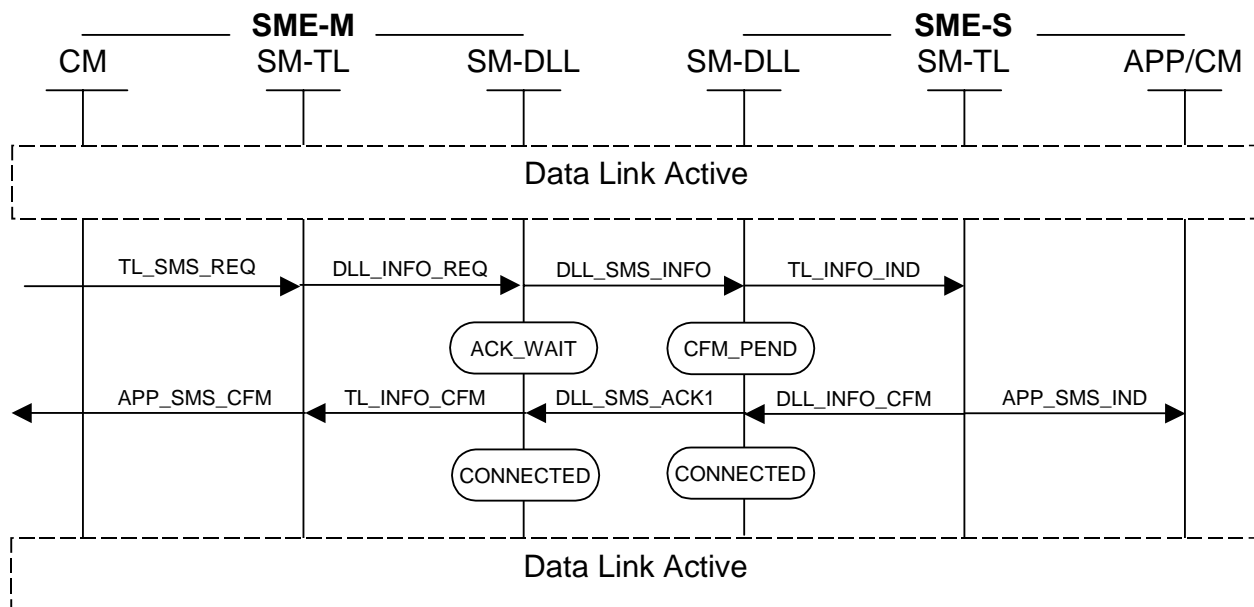 SME-M SME-S
CM SM-TL SM-DLL SM-DLL SM-TL APP/CM
Data Link Active
TL_SMS_REQ DLL_INFO_REQ DLL_SMS_INFO TL_INFO_IND
ACK_WAIT CFM_PEND
APP_SMS_CFM TL_INFO_CFM DLL_SMS_ACK1 DLL_INFO_CFM APP_SMS_IND
CONNECTED CONNECTED
Data Link Active